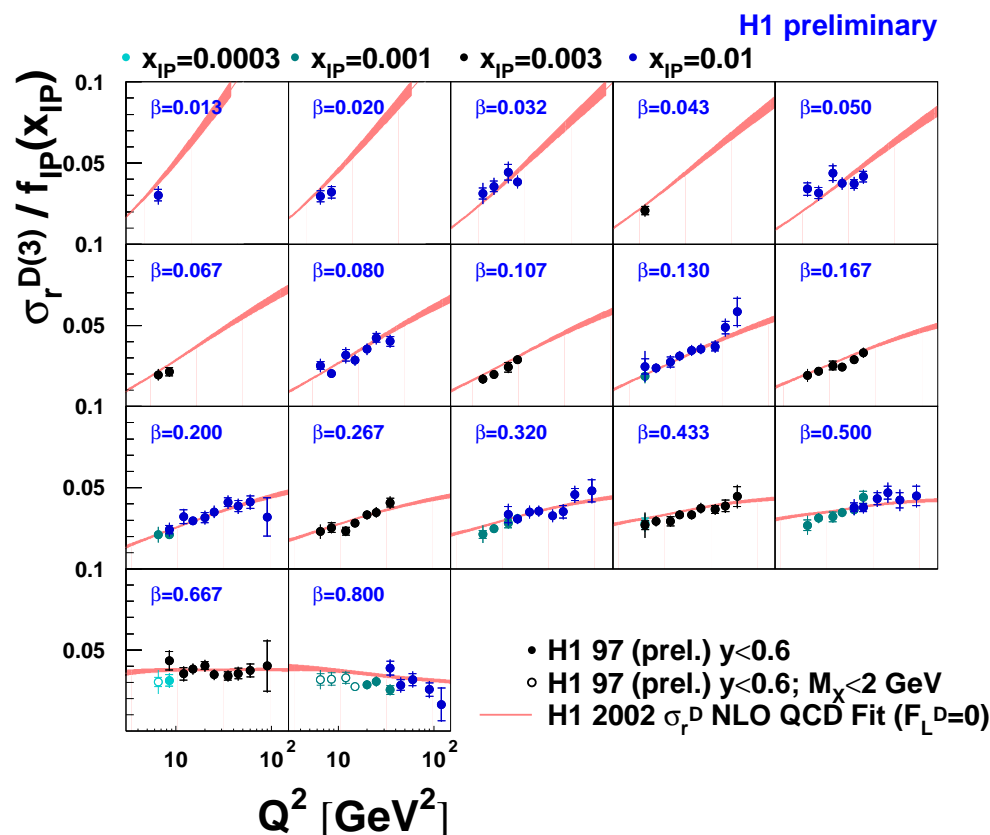 H1 preliminary
x_IP=0.0003 x_IP=0.001 x_IP=0.003 x_IP=0.01
σ_r^D(3) / f_IP(x_IP)
0.1
β=0.013 β=0.020 β=0.032 β=0.043 β=0.050
0.05
0.1
β=0.067 β=0.080 β=0.107 β=0.130 β=0.167
0.05
0.1
β=0.200 β=0.267 β=0.320 β=0.433 β=0.500
0.05
0.1
β=0.667 β=0.800
0.05
H1 97 (prel.) y<0.6
H1 97 (prel.) y<0.6; M_X<2 GeV
H1 2002 σ_r^D NLO QCD Fit (F_L^D=0)
10 10^2 10 10^2
Q^2 [GeV^2]